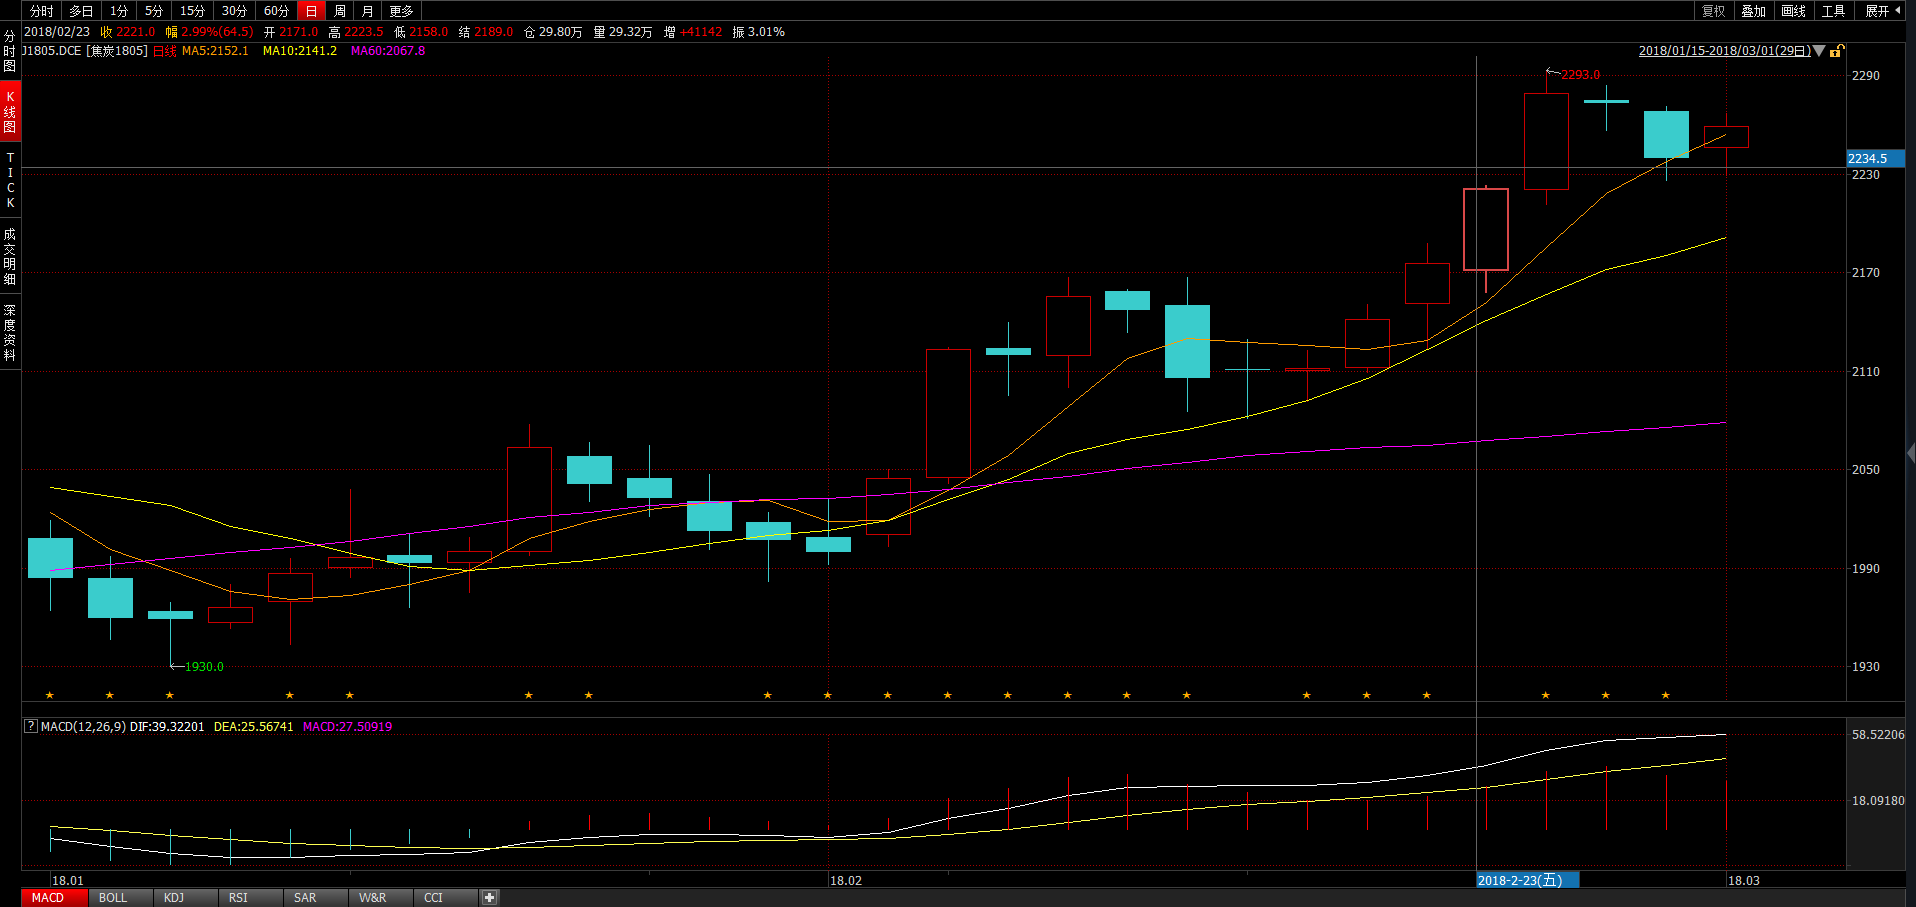 分时 多日 1分 5分 15分 30分 60分 日 周 月 更多 复权 叠加 画线 工具 展开
2018/02/23 收 2221.0 幅 2.99%(64.5) 开 2171.0 高 2223.5 低 2158.0 结 2189.0 仓 29.80万 量 29.32万 增 +41142 振 3.01%
J1805.DCE [焦炭1805] 日线 MA5:2152.1 MA10:2141.2 MA60:2067.8 2018/01/15-2018/03/01(29日)
分时图
K线图
TICK
成交明细
深度资料
2293.0
2290
2234.5
2230
2170
2110
2050
1990
1930.0
1930
? MACD(12,26,9) DIF:39.32201 DEA:25.56741 MACD:27.50919
58.52206
18.09180
18.01 18.02 2018-2-23(五) 18.03
MACD BOLL KDJ RSI SAR W&R CCI